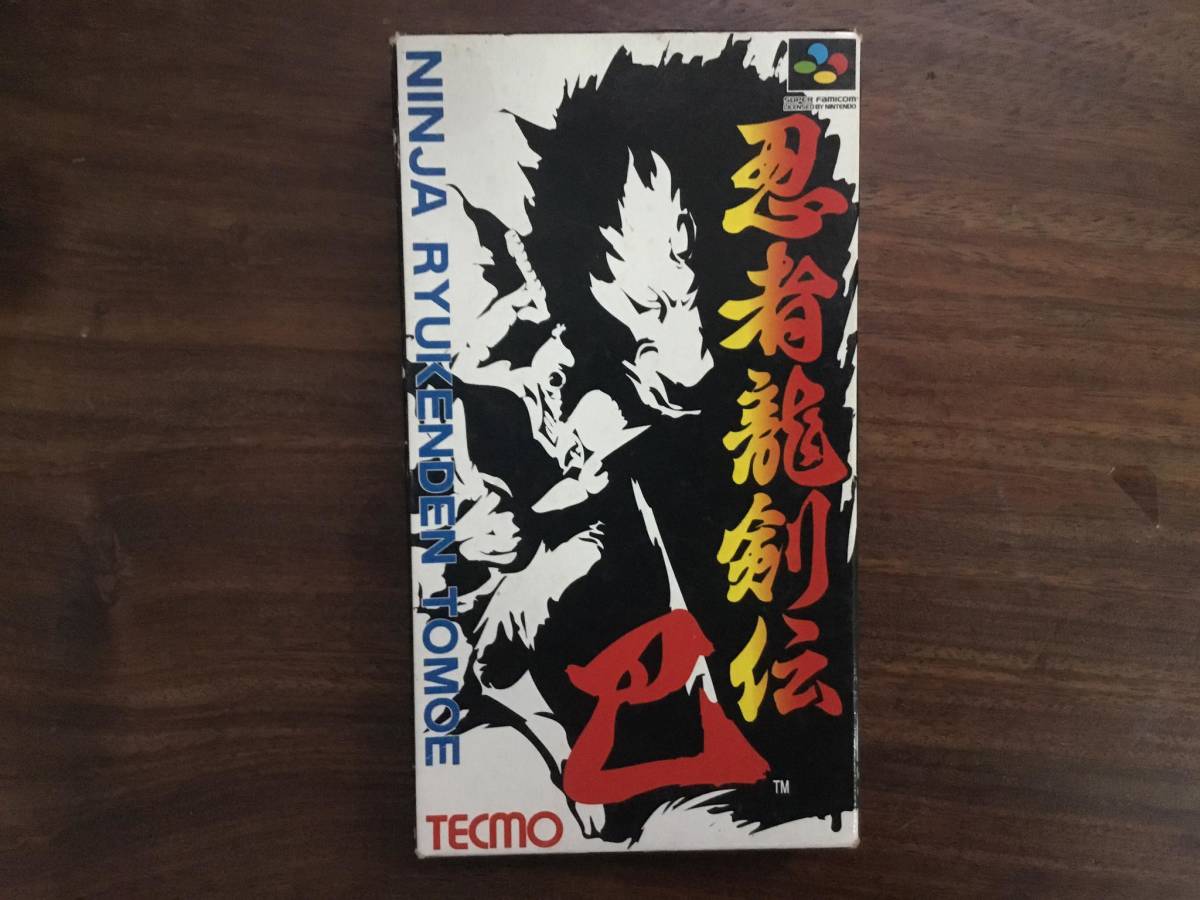 SUPER FAMICOM
LICENSED BY NINTENDO
忍者龍剣伝
巴
TM
NINJA RYUKENDEN TOMOE
TECMO